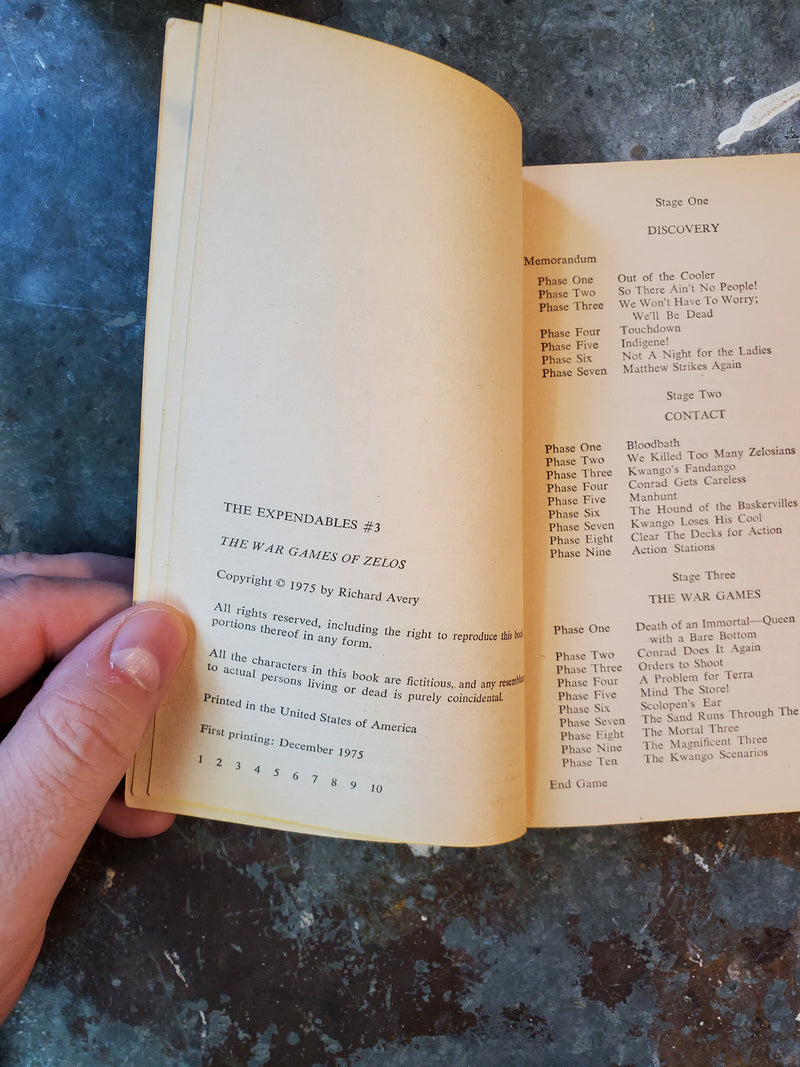 THE EXPENDABLES #3
THE WAR GAMES OF ZELOS
Copyright © 1975 by Richard Avery
All rights reserved, including the right to reproduce this book
portions thereof in any form.
All the characters in this book are fictitious, and any
to actual persons living or dead is purely coincidental.
Printed in the United States of America
First printing: December 1975
1 2 3 4 5 6 7 8 9 10
Stage One
DISCOVERY
Memorandum
Phase One Out of the Cooler
Phase Two So There Ain't No People!
Phase Three We Won't Have To Worry;
We'll Be Dead
Phase Four Touchdown
Phase Five Indigene!
Phase Six Not A Night for the Ladies
Phase Seven Matthew Strikes Again
Stage Two
CONTACT
Phase One Bloodbath
Phase Two We Killed Too Many Zelosians
Phase Three Kwango's Fandango
Phase Four Conrad Gets Careless
Phase Five Manhunt
Phase Six The Hound of the Baskervilles
Phase Seven Kwango Loses His Cool
Phase Eight Clear The Decks for Action
Phase Nine Action Stations
Stage Three
THE WAR GAMES
Phase One Death of an Immortal—Queen
with a Bare Bottom
Phase Two Conrad Does It Again
Phase Three Orders to Shoot
Phase Four A Problem for Terra
Phase Five Mind The Store!
Phase Six Scolopen's Ear
Phase Seven The Sand Runs Through The
Phase Eight The Mortal Three
Phase Nine The Magnificent Three
Phase Ten The Kwango Scenarios
End Game